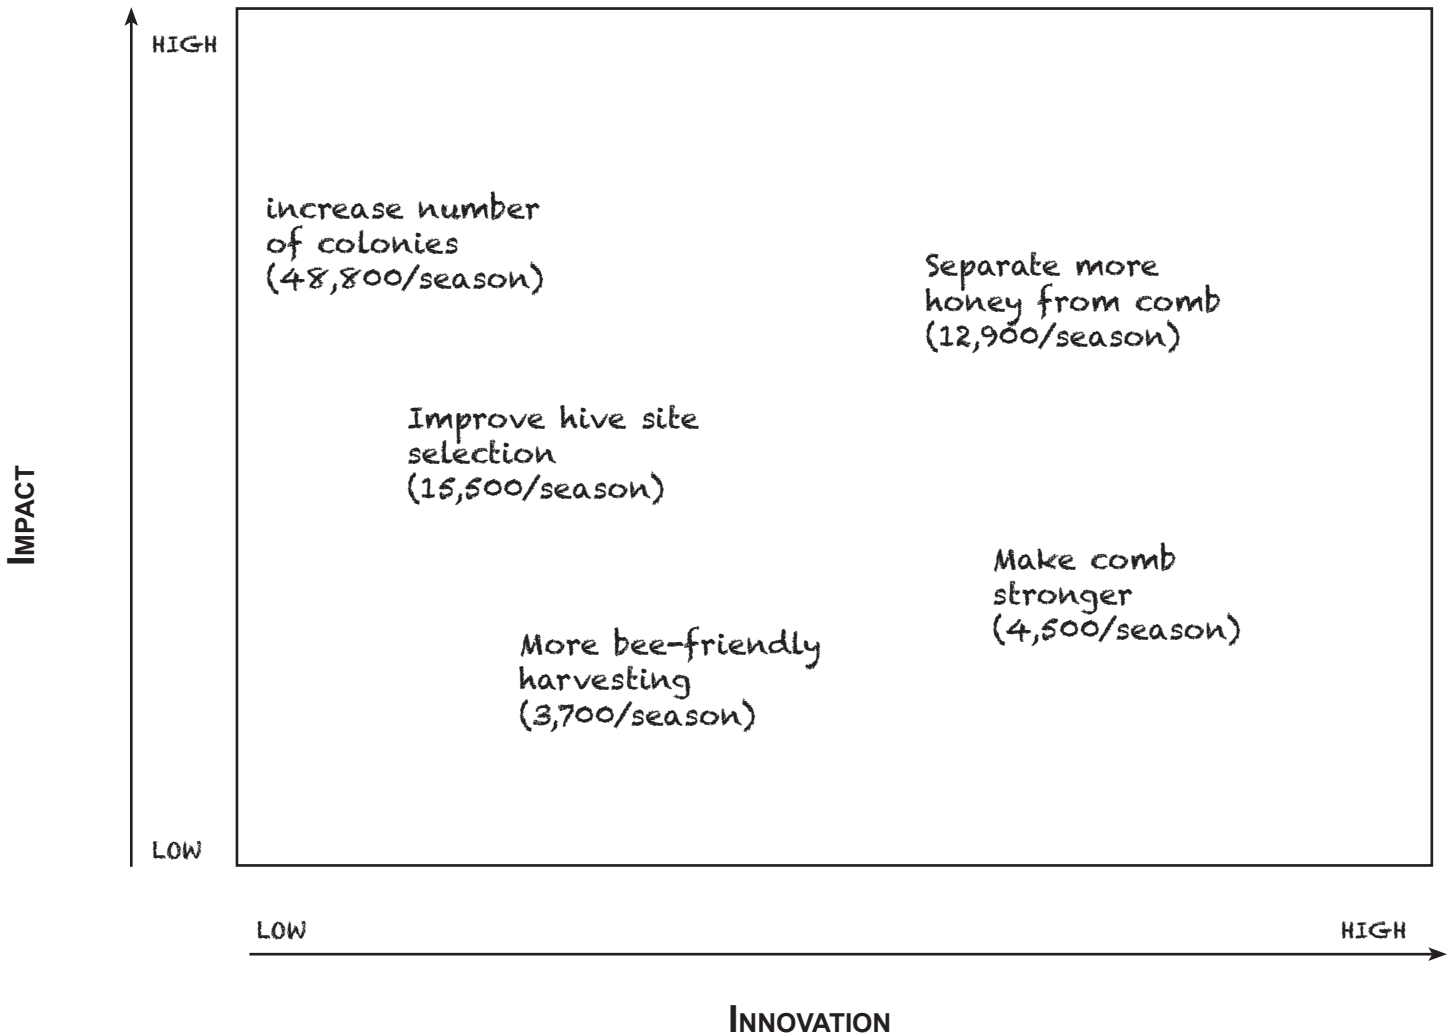 HIGH
increase number
of colonies
(48,800/season)
Separate more
honey from comb
(12,900/season)
Improve hive site
selection
(15,500/season)
Make comb
stronger
(4,500/season)
More bee-friendly
harvesting
(3,700/season)
IMPACT
LOW
LOW
HIGH
INNOVATION